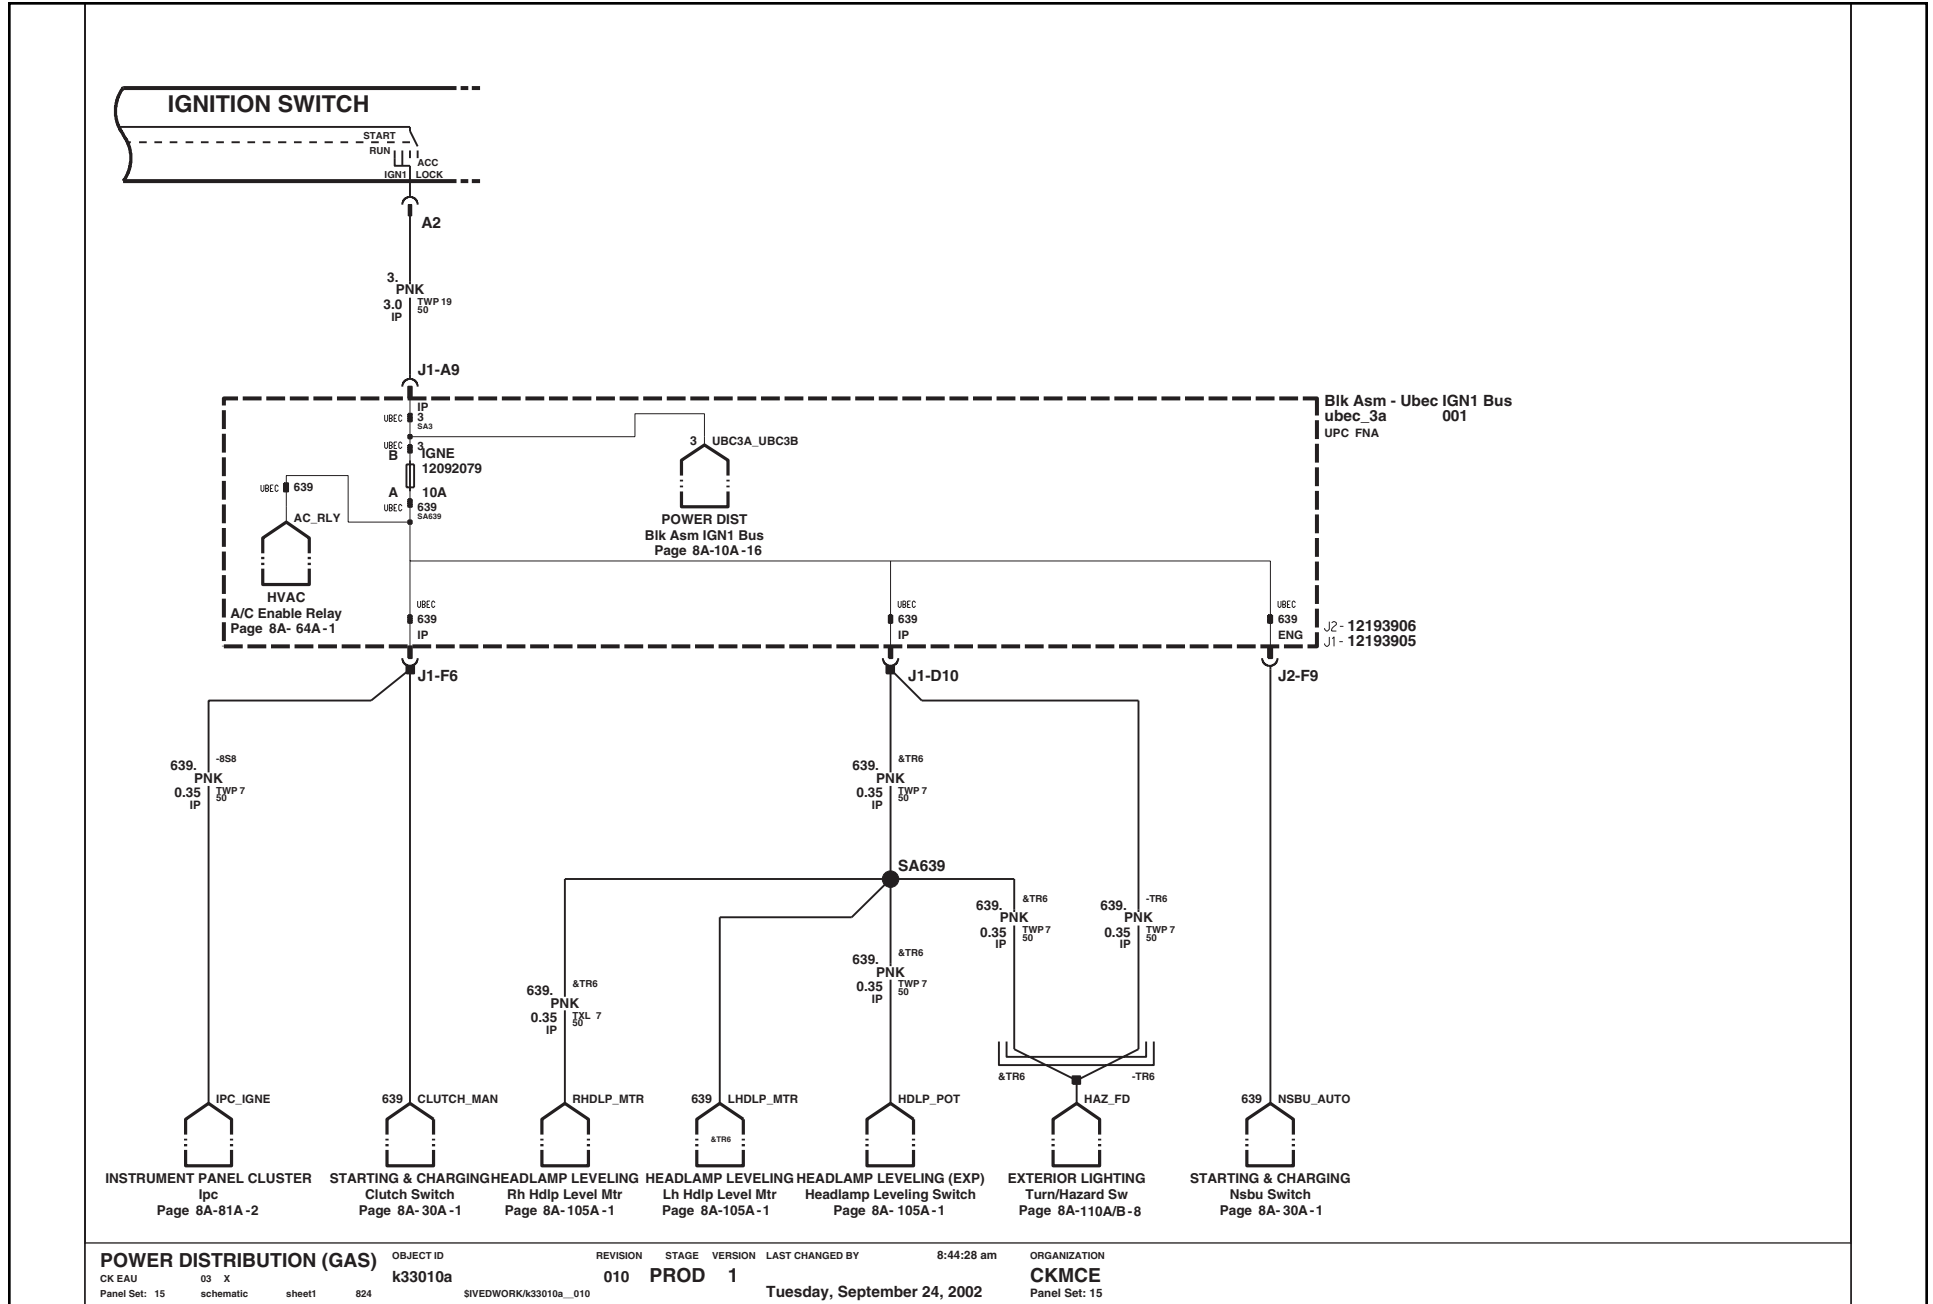 IGNITION SWITCH
START
RUN
ACC
IGN1 LOCK
A2
3.
PNK
3.0 TWP 19
50
IP
J1-A9
IP
UBEC 3
SA3
UBEC 3
B IGNE
12092079
A 10A
UBEC 639
SA639
UBEC 639
AC_RLY
HVAC
A/C Enable Relay
Page 8A- 64A-1
3 UBC3A_UBC3B
POWER DIST
Blk Asm IGN1 Bus
Page 8A-10A-16
Blk Asm - Ubec IGN1 Bus
ubec_3a 001
UPC FNA
UBEC
639
IP
UBEC
639
IP
UBEC
639
ENG
J2- 12193906
J1- 12193905
J1-F6
J1-D10
J2-F9
639. -8S8
PNK
0.35 TWP 7
50
IP
639. &TR6
PNK
0.35 TWP 7
50
IP
SA639
639. &TR6
PNK
0.35 TWP 7
50
IP
639. -TR6
PNK
0.35 TWP 7
50
IP
639. &TR6
PNK
0.35 TWP 7
50
IP
639. &TR6
PNK
0.35 TXL 7
50
IP
&TR6 -TR6
IPC_IGNE
INSTRUMENT PANEL CLUSTER
Ipc
Page 8A-81A-2
639 CLUTCH_MAN
STARTING & CHARGING
Clutch Switch
Page 8A- 30A-1
RHDLP_MTR
HEADLAMP LEVELING
Rh Hdlp Level Mtr
Page 8A- 105A-1
639 LHDLP_MTR
&TR6
HEADLAMP LEVELING
Lh Hdlp Level Mtr
Page 8A-105A-1
HDLP_POT
HEADLAMP LEVELING (EXP)
Headlamp Leveling Switch
Page 8A- 105A-1
HAZ_FD
EXTERIOR LIGHTING
Turn/Hazard Sw
Page 8A-110A/B-8
639 NSBU_AUTO
STARTING & CHARGING
Nsbu Switch
Page 8A- 30A-1
POWER DISTRIBUTION (GAS)
CK EAU 03 X
Panel Set: 15 schematic sheet1 824
OBJECT ID
k33010a
$IVEDWORK/k33010a__010
REVISION STAGE VERSION LAST CHANGED BY 8:44:28 am
010 PROD 1
Tuesday, September 24, 2002
ORGANIZATION
CKMCE
Panel Set: 15